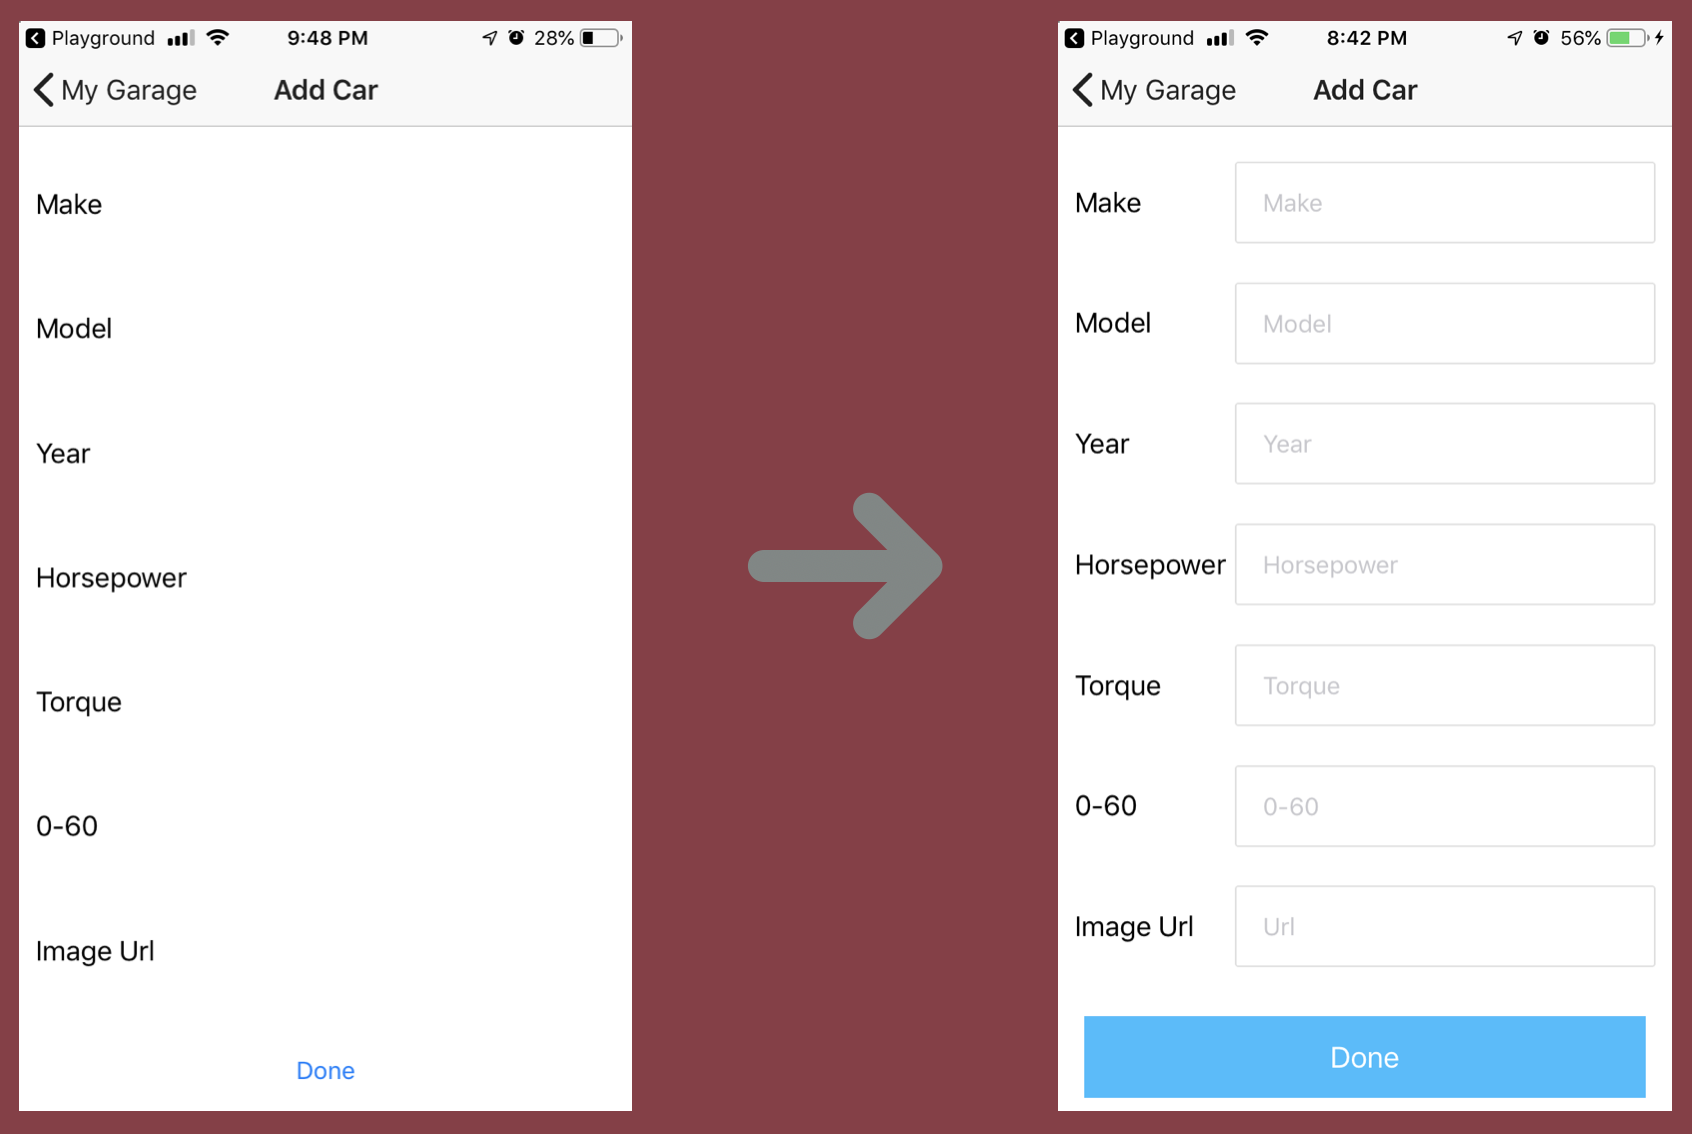 Playground 9:48 PM 28%
My Garage Add Car
Make
Model
Year
Horsepower
Torque
0-60
Image Url
Done
Playground 8:42 PM 56%
My Garage Add Car
Make Make
Model Model
Year Year
Horsepower Horsepower
Torque Torque
0-60 0-60
Image Url Url
Done